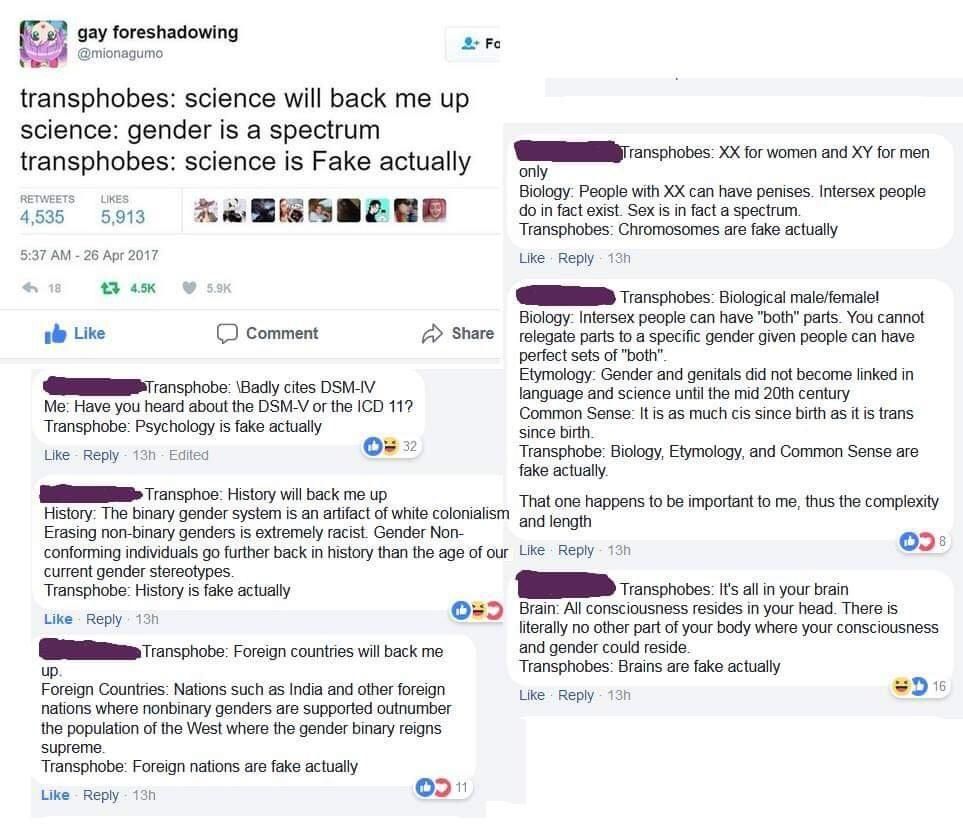 gay foreshadowing
@mionagumo
Fo
transphobes: science will back me up
science: gender is a spectrum
transphobes: science is Fake actually
RETWEETS LIKES
4,535 5,913
5:37 AM - 26 Apr 2017
18 4.5K 5.9K
Like Comment Share
Transphobe: \Badly cites DSM-IV
Me: Have you heard about the DSM-V or the ICD 11?
Transphobe: Psychology is fake actually
32
Like · Reply · 13h · Edited
Transphoe: History will back me up
History: The binary gender system is an artifact of white colonialism
Erasing non-binary genders is extremely racist. Gender Non-
conforming individuals go further back in history than the age of our
current gender stereotypes.
Transphobe: History is fake actually
Like · Reply · 13h
Transphobe: Foreign countries will back me
up.
Foreign Countries: Nations such as India and other foreign
nations where nonbinary genders are supported outnumber
the population of the West where the gender binary reigns
supreme.
Transphobe: Foreign nations are fake actually
11
Like · Reply · 13h
Transphobes: XX for women and XY for men
only
Biology: People with XX can have penises. Intersex people
do in fact exist. Sex is in fact a spectrum.
Transphobes: Chromosomes are fake actually
Like · Reply · 13h
Transphobes: Biological male/female!
Biology: Intersex people can have "both" parts. You cannot
relegate parts to a specific gender given people can have
perfect sets of "both".
Etymology: Gender and genitals did not become linked in
language and science until the mid 20th century
Common Sense: It is as much cis since birth as it is trans
since birth.
Transphobe: Biology, Etymology, and Common Sense are
fake actually.
That one happens to be important to me, thus the complexity
and length
8
Like · Reply · 13h
Transphobes: It's all in your brain
Brain: All consciousness resides in your head. There is
literally no other part of your body where your consciousness
and gender could reside.
Transphobes: Brains are fake actually
16
Like · Reply · 13h